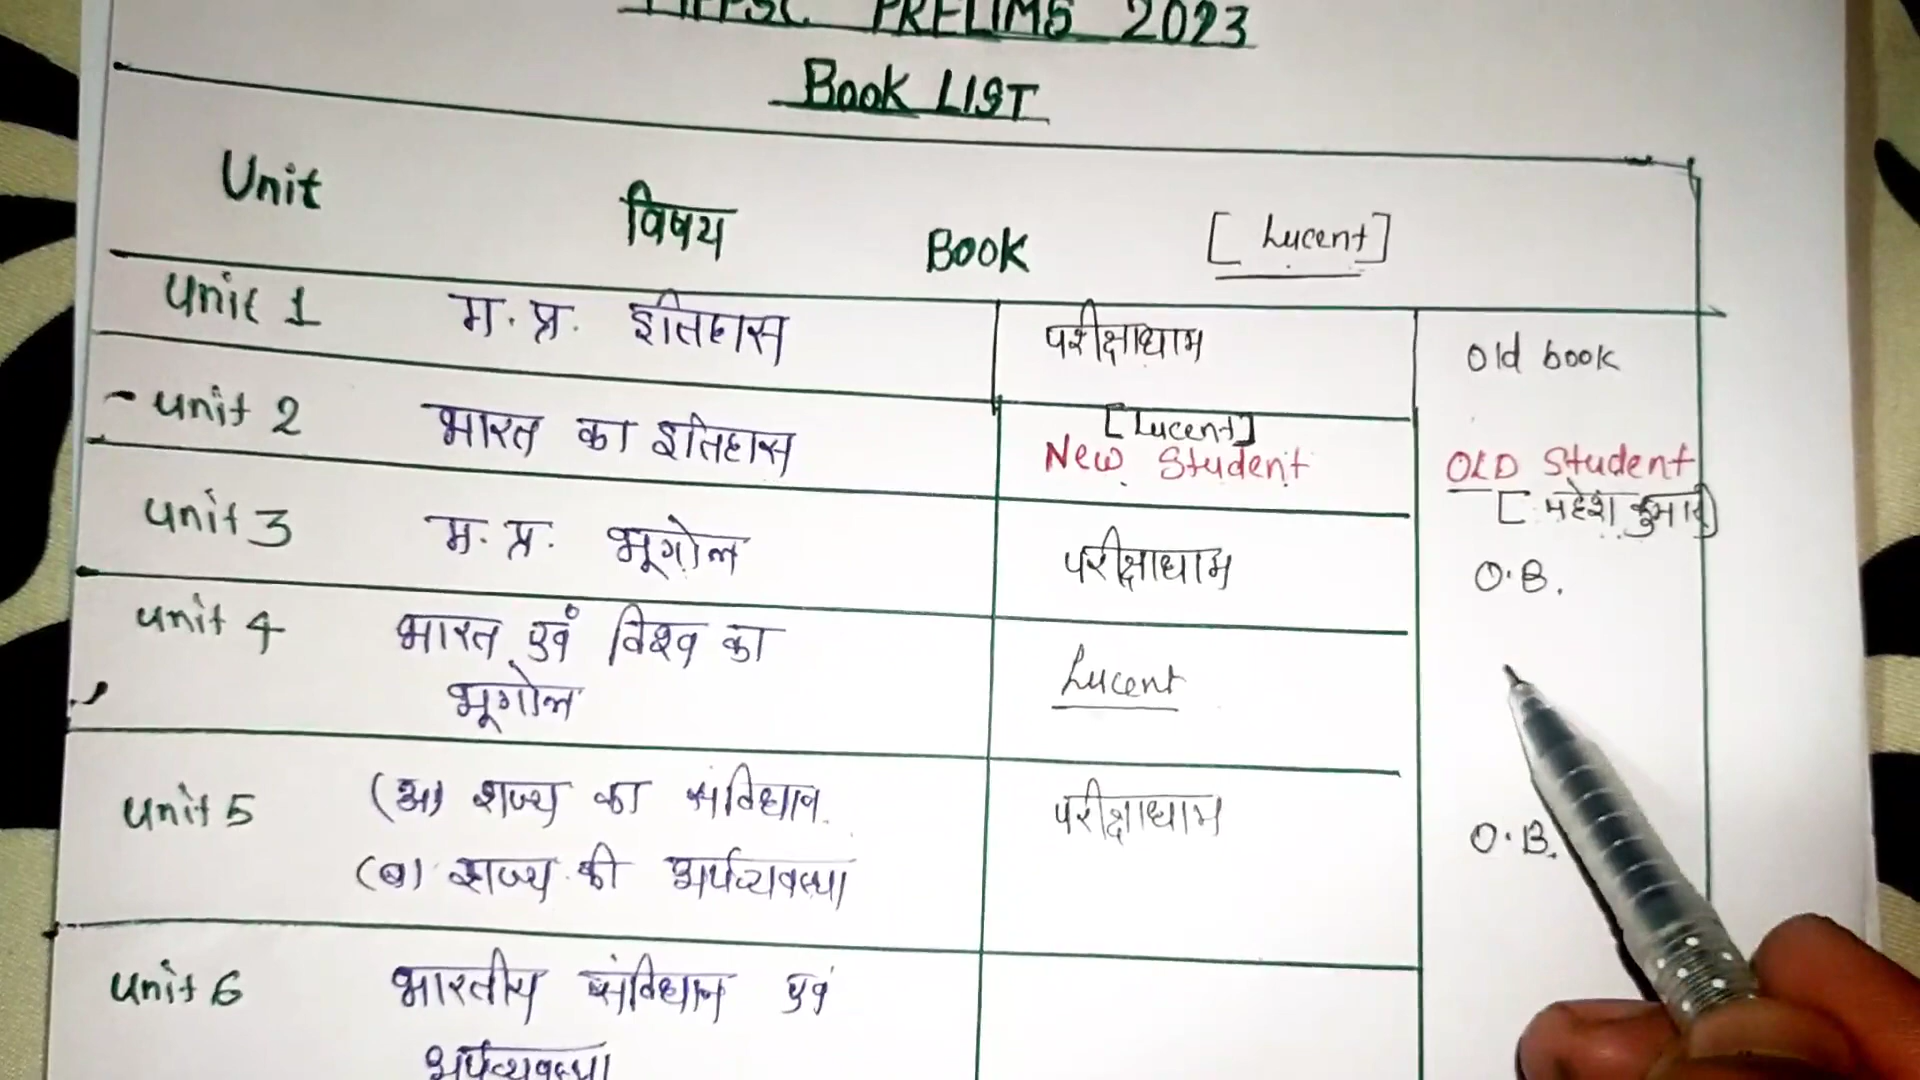 PRELIMS 2023
Book LIST
Unit विषय Book [Lucent]
Unit 1 म. प्र. इतिहास परीक्षाधाम Old book
- unit 2 भारत का इतिहास [Lucent] New Student OLD Student [महेश कुमार]
unit 3 म. प्र. भूगोल परीक्षाधाम O.B.
unit 4 भारत एवं विश्व का
भूगोल Lucent
unit 5 (अ) राज्य का संविधान परीक्षाधाम O.B.
(ब) राज्य की अर्थव्यवस्था
unit 6 भारतीय संविधान एवं
अर्थव्यवस्था